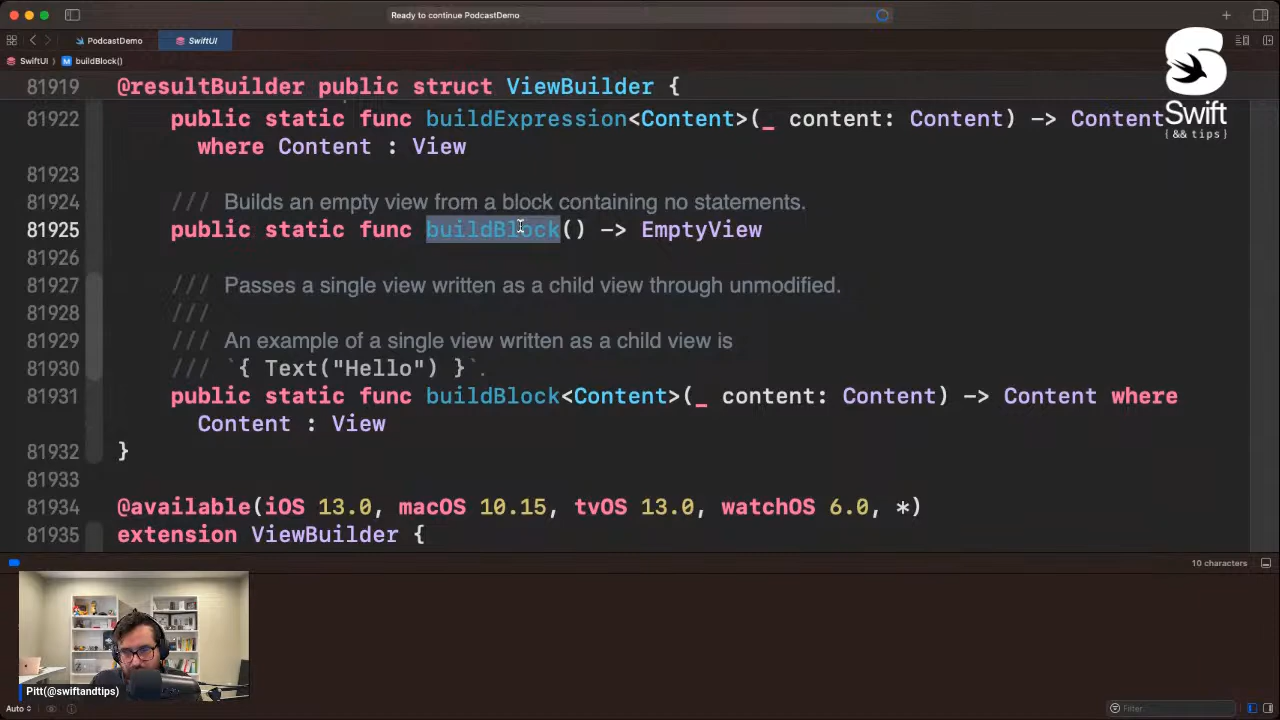 Ready to continue PodcastDemo
PodcastDemo
SwiftUI
SwiftUI
buildBlock()
81919 @resultBuilder public struct ViewBuilder {
81922 public static func buildExpression<Content>(_ content: Content) -> Content
where Content : View
81923
81924 /// Builds an empty view from a block containing no statements.
81925 public static func buildBlock() -> EmptyView
81926
81927 /// Passes a single view written as a child view through unmodified.
81928 ///
81929 /// An example of a single view written as a child view is
81930 /// `{ Text("Hello") }`.
81931 public static func buildBlock<Content>(_ content: Content) -> Content where
Content : View
81932 }
81933
81934 @available(iOS 13.0, macOS 10.15, tvOS 13.0, watchOS 6.0, *)
81935 extension ViewBuilder {
Swift
{ && tips }
10 characters
Pitt(@swiftandtips)
Auto
Filter